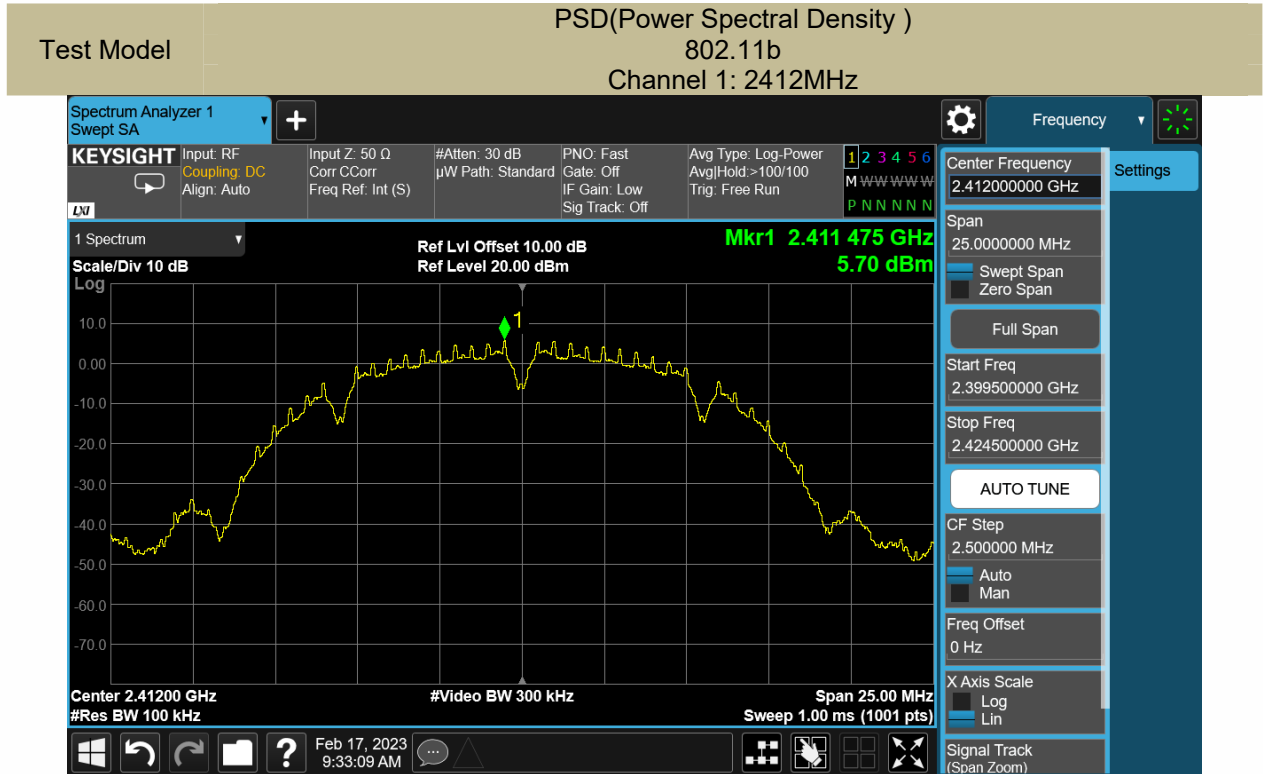 Test Model
PSD(Power Spectral Density )
802.11b
Channel 1: 2412MHz
Spectrum Analyzer 1
Swept SA
+
Frequency
KEYSIGHT
LXI
Input: RF
Coupling: DC
Align: Auto
Input Z: 50 Ω
Corr CCorr
Freq Ref: Int (S)
#Atten: 30 dB
µW Path: Standard
PNO: Fast
Gate: Off
IF Gain: Low
Sig Track: Off
Avg Type: Log-Power
Avg|Hold:>100/100
Trig: Free Run
1 2 3 4 5 6
M W W W W W
P N N N N N
1 Spectrum
Scale/Div 10 dB
Log
Ref Lvl Offset 10.00 dB
Ref Level 20.00 dBm
Mkr1 2.411 475 GHz
5.70 dBm
1
10.0
0.00
-10.0
-20.0
-30.0
-40.0
-50.0
-60.0
-70.0
Center 2.41200 GHz
#Res BW 100 kHz
#Video BW 300 kHz
Span 25.00 MHz
Sweep 1.00 ms (1001 pts)
Center Frequency
2.412000000 GHz
Span
25.0000000 MHz
Swept Span
Zero Span
Full Span
Start Freq
2.399500000 GHz
Stop Freq
2.424500000 GHz
AUTO TUNE
CF Step
2.500000 MHz
Auto
Man
Freq Offset
0 Hz
X Axis Scale
Log
Lin
Signal Track
(Span Zoom)
Settings
?
Feb 17, 2023
9:33:09 AM